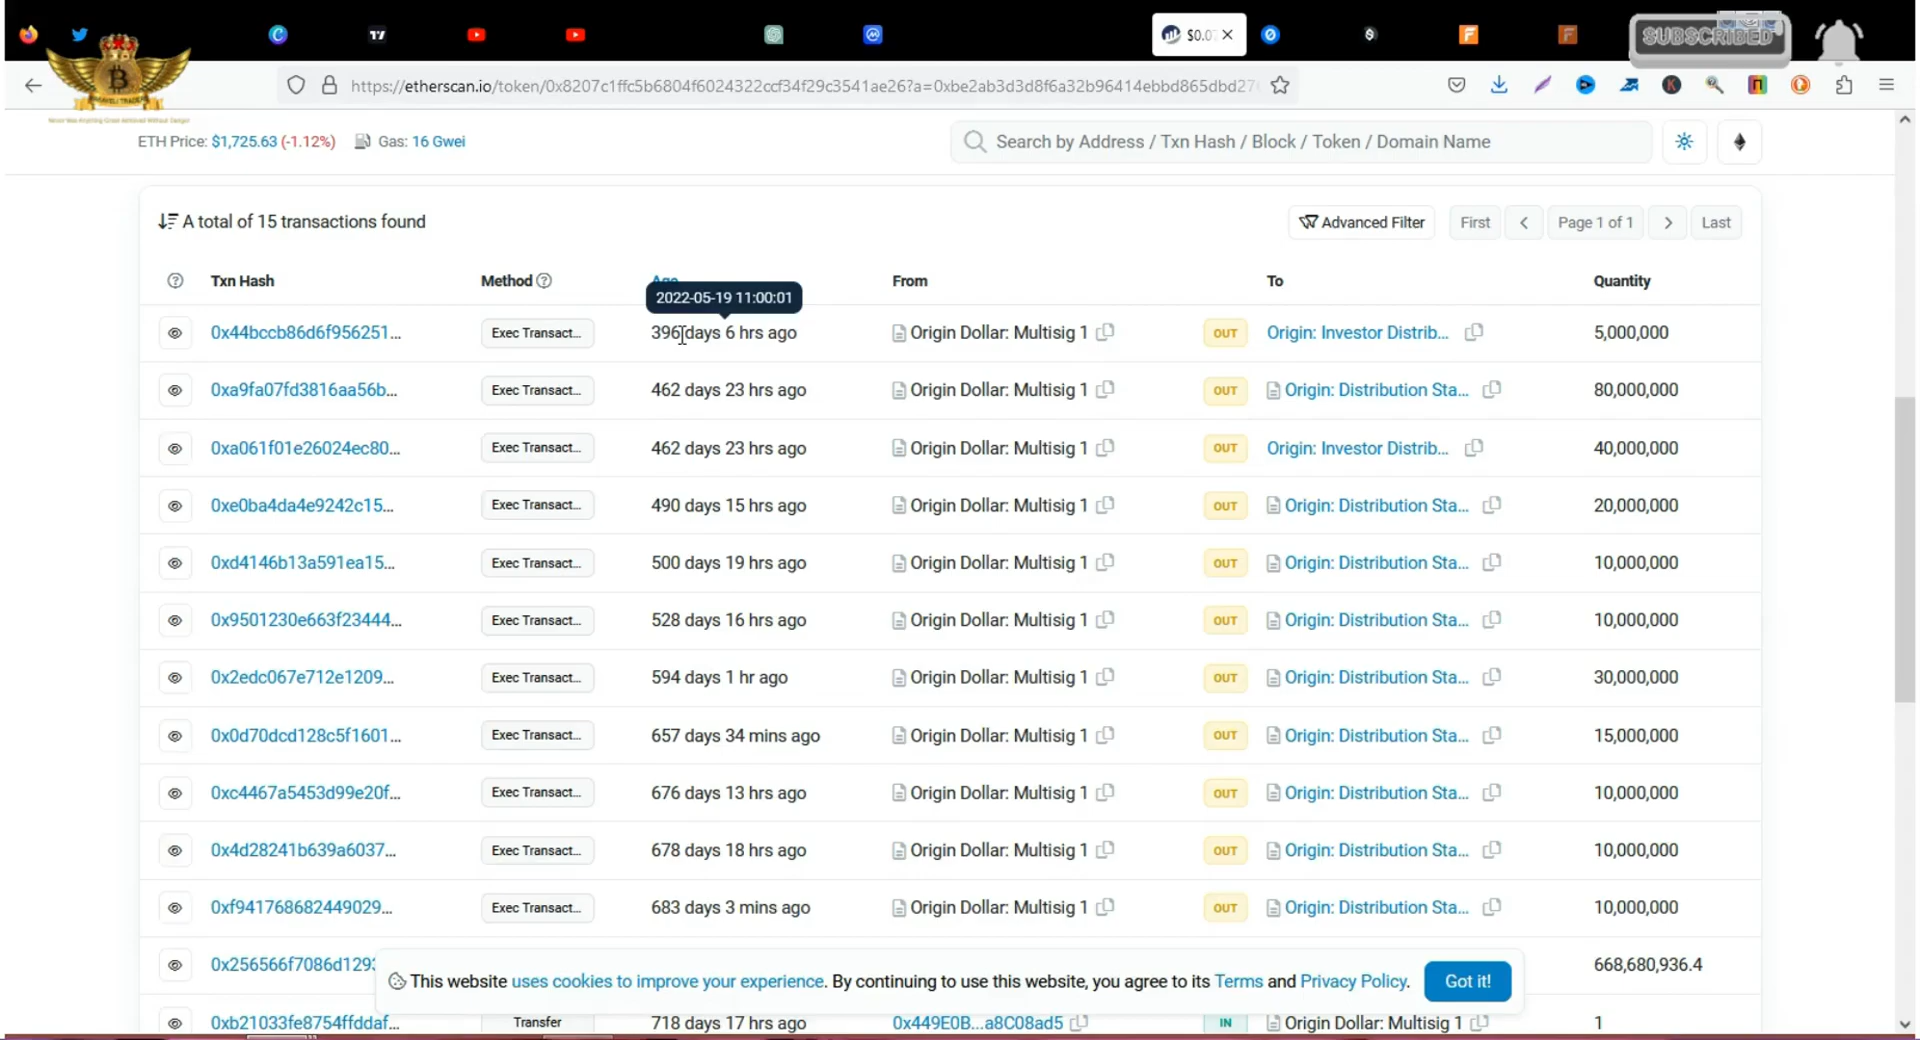 $0.0
SUBSCRIBED
https://etherscan.io/token/0x8207c1ffc5b6804f6024322ccf34f29c3541ae26?a=0xbe2ab3d3d8f6a32b96414ebbd865dbd27
ETH Price: $1,725.63 (-1.12%) Gas: 16 Gwei
Search by Address / Txn Hash / Block / Token / Domain Name
A total of 15 transactions found
Advanced Filter First Page 1 of 1 Last
Txn Hash Method Age From To Quantity
2022-05-19 11:00:01
0x44bccb86d6f956251... Exec Transact... 396 days 6 hrs ago Origin Dollar: Multisig 1 OUT Origin: Investor Distrib... 5,000,000
0xa9fa07fd3816aa56b... Exec Transact... 462 days 23 hrs ago Origin Dollar: Multisig 1 OUT Origin: Distribution Sta... 80,000,000
0xa061f01e26024ec80... Exec Transact... 462 days 23 hrs ago Origin Dollar: Multisig 1 OUT Origin: Investor Distrib... 40,000,000
0xe0ba4da4e9242c15... Exec Transact... 490 days 15 hrs ago Origin Dollar: Multisig 1 OUT Origin: Distribution Sta... 20,000,000
0xd4146b13a591ea15... Exec Transact... 500 days 19 hrs ago Origin Dollar: Multisig 1 OUT Origin: Distribution Sta... 10,000,000
0x9501230e663f23444... Exec Transact... 528 days 16 hrs ago Origin Dollar: Multisig 1 OUT Origin: Distribution Sta... 10,000,000
0x2edc067e712e1209... Exec Transact... 594 days 1 hr ago Origin Dollar: Multisig 1 OUT Origin: Distribution Sta... 30,000,000
0x0d70dcd128c5f1601... Exec Transact... 657 days 34 mins ago Origin Dollar: Multisig 1 OUT Origin: Distribution Sta... 15,000,000
0xc4467a5453d99e20f... Exec Transact... 676 days 13 hrs ago Origin Dollar: Multisig 1 OUT Origin: Distribution Sta... 10,000,000
0x4d28241b639a6037... Exec Transact... 678 days 18 hrs ago Origin Dollar: Multisig 1 OUT Origin: Distribution Sta... 10,000,000
0xf941768682449029... Exec Transact... 683 days 3 mins ago Origin Dollar: Multisig 1 OUT Origin: Distribution Sta... 10,000,000
0x256566f7086d129 668,680,936.4
This website uses cookies to improve your experience. By continuing to use this website, you agree to its Terms and Privacy Policy. Got it!
0xb21033fe8754ffddaf... Transfer 718 days 17 hrs ago 0x449E0B...a8C08ad5 IN Origin Dollar: Multisig 1 1